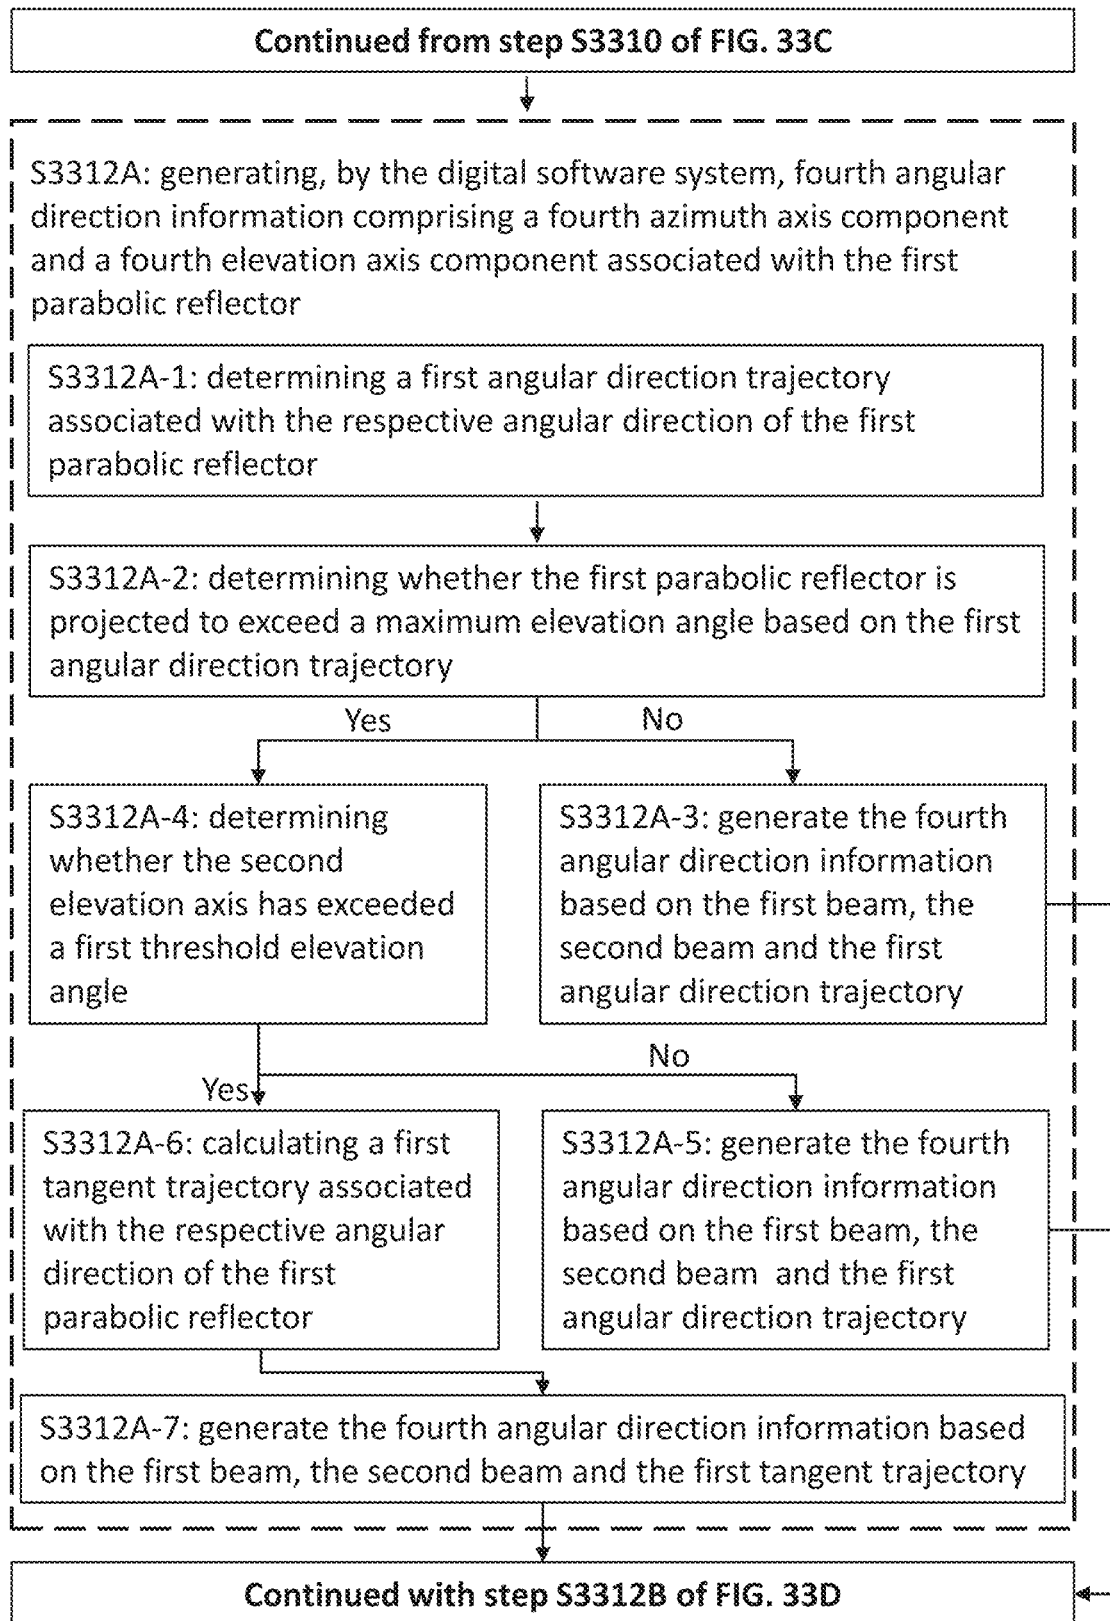 Continued from step S3310 of FIG. 33C
S3312A: generating, by the digital software system, fourth angular
direction information comprising a fourth azimuth axis component
and a fourth elevation axis component associated with the first
parabolic reflector
S3312A-1: determining a first angular direction trajectory
associated with the respective angular direction of the first
parabolic reflector
S3312A-2: determining whether the first parabolic reflector is
projected to exceed a maximum elevation angle based on the first
angular direction trajectory
Yes
No
S3312A-4: determining
whether the second
elevation axis has exceeded
a first threshold elevation
angle
S3312A-3: generate the fourth
angular direction information
based on the first beam, the
second beam and the first
angular direction trajectory
Yes
No
S3312A-6: calculating a first
tangent trajectory associated
with the respective angular
direction of the first
parabolic reflector
S3312A-5: generate the fourth
angular direction information
based on the first beam, the
second beam and the first
angular direction trajectory
S3312A-7: generate the fourth angular direction information based
on the first beam, the second beam and the first tangent trajectory
Continued with step S3312B of FIG. 33D